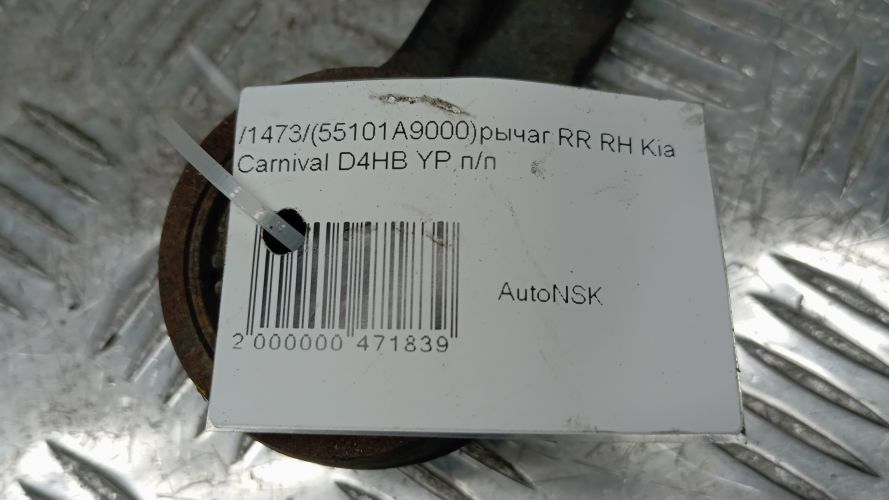 /1473/(55101A9000)рычаг RR RH Kia
Carnival D4HB YP п/п
AutoNSK
2 000000 471839